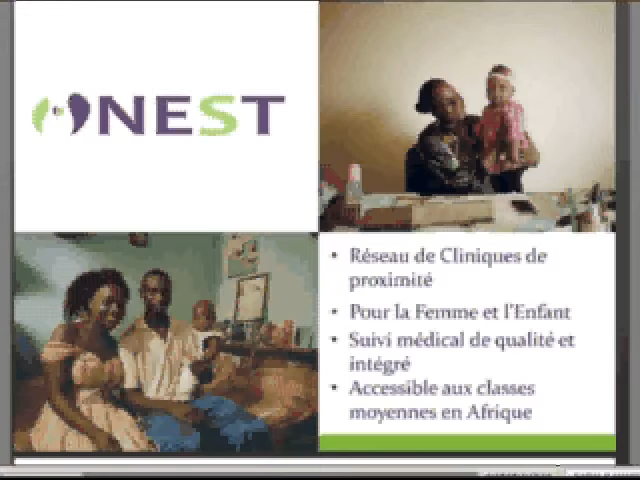 NEST
Réseau de Cliniques de
proximité
Pour la Femme et l'Enfant
Suivi médical de qualité et
intégré
Accessible aux classes
moyennes en Afrique